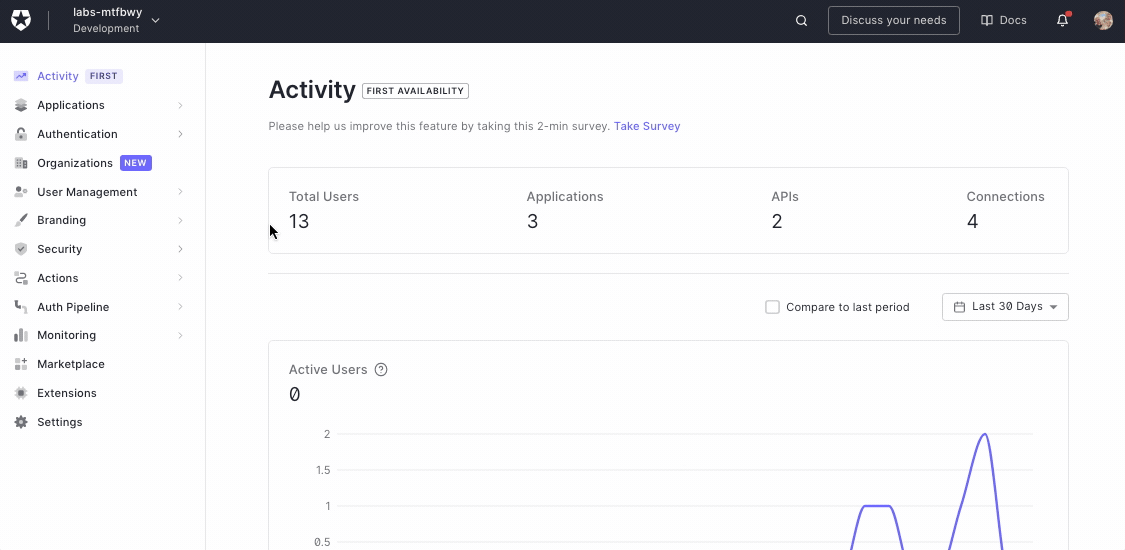 labs-mtfbwy
Development
Discuss your needs
Docs
Activity FIRST
Applications
Authentication
Organizations NEW
User Management
Branding
Security
Actions
Auth Pipeline
Monitoring
Marketplace
Extensions
Settings
Activity FIRST AVAILABILITY
Please help us improve this feature by taking this 2-min survey. Take Survey
Total Users Applications APIs Connections
13 3 2 4
Compare to last period Last 30 Days
Active Users ?
0
2
1.5
1
0.5